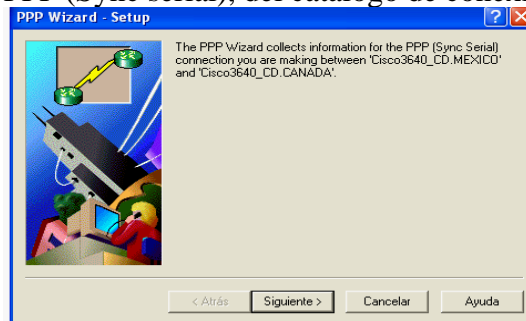 PPP (Sync serial), del catálogo de conex
PPP Wizard - Setup
The PPP Wizard collects information for the PPP (Sync Serial)
connection you are making between 'Cisco3640_CD.MEXICO'
and 'Cisco3640_CD.CANADA'.
< Atrás Siguiente > Cancelar Ayuda